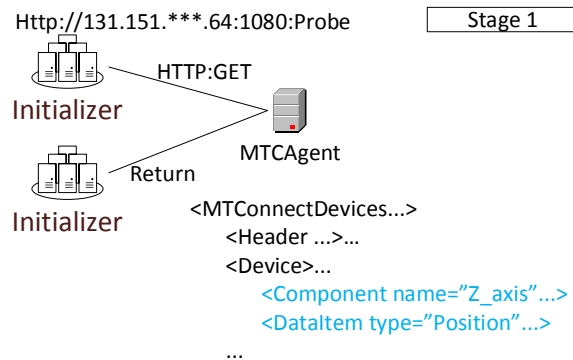 Http://131.151.***.64:1080:Probe
Stage 1
HTTP:GET
Initializer
MTCAgent
Return
Initializer
<MTConnectDevices...>
<Header ...>...
<Device>...
<Component name=”Z_axis”...>
<DataItem type=”Position”...>
...